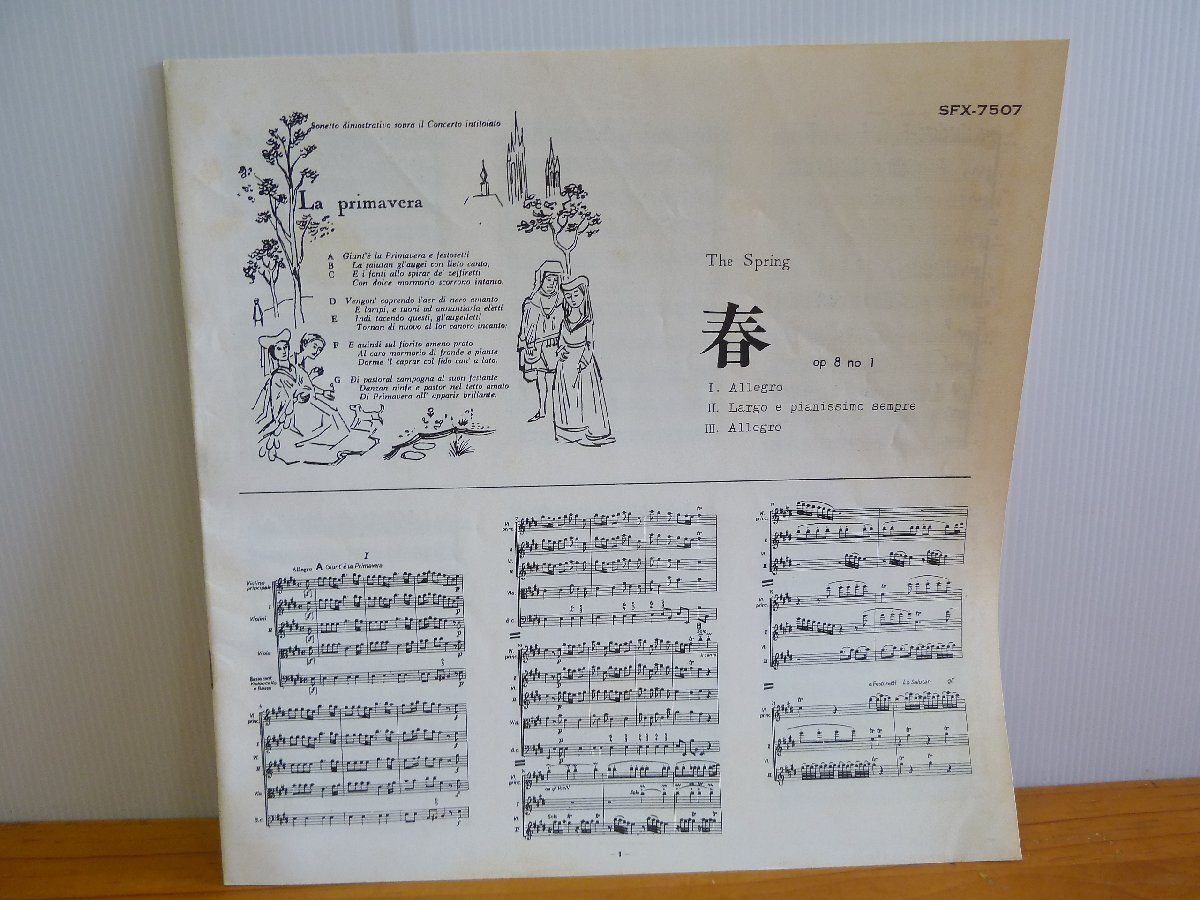 Sonetto dimostrativo sopra il Concerto intitolato
SFX-7507
La primavera
A Giunt'è la Primavera e festosetti
B La salutan gl'augei con lieto canto,
C E i fonti allo spirar de' zeffiretti
Con dolce mormorio scorrono intanto.
D Vengon' coprendo l'aer di nero amanto
E lampi, e tuoni ad annuntiarla eletti
E Indi tacendo questi, gl'augelletti
Tornan di nuovo al lor canoro incanto:
F E quindi sul fiorito ameno prato
Al caro mormorio di fronde e piante
Dorme 'l caprar col fido can' a lato.
G Di pastoral zampogna al suon festante
Danzan ninfe e pastor nel tetto amato
Di Primavera all' apparir brillante.
The Spring
春 op 8 no 1
I. Allegro
II. Largo e pianissimo sempre
III. Allegro
I
Allegro A Giunt' è la Primavera
Violino
principale
I
Violini
II
Viola
- 1 -